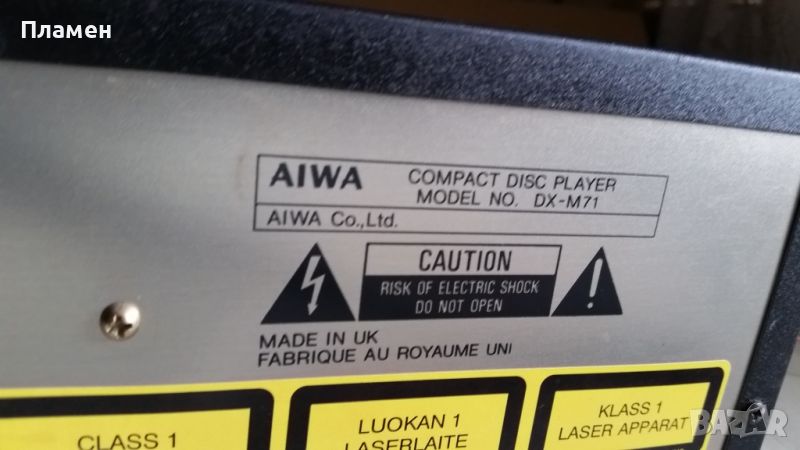 Пламен
AIWA COMPACT DISC PLAYER
MODEL NO. DX-M71
AIWA Co.,Ltd.
CAUTION
RISK OF ELECTRIC SHOCK
DO NOT OPEN
MADE IN UK
FABRIQUE AU ROYAUME UNI
CLASS 1
LUOKAN 1
LASERLAITE
KLASS 1
LASER APPARAT
bazar